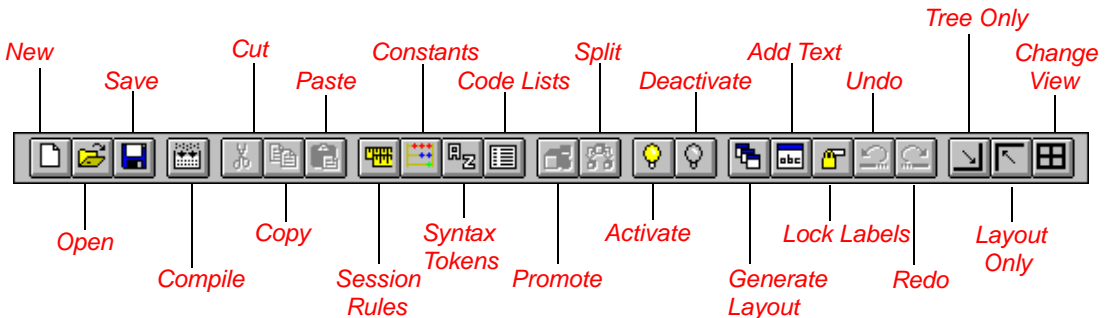 Tree Only
New
Cut
Constants
Split
Add Text
Change
View
Save
Paste
Code Lists
Deactivate
Undo
abc
A
Z
Open
Copy
Syntax
Tokens
Activate
Lock Labels
Layout
Only
Compile
Session
Rules
Promote
Generate
Layout
Redo